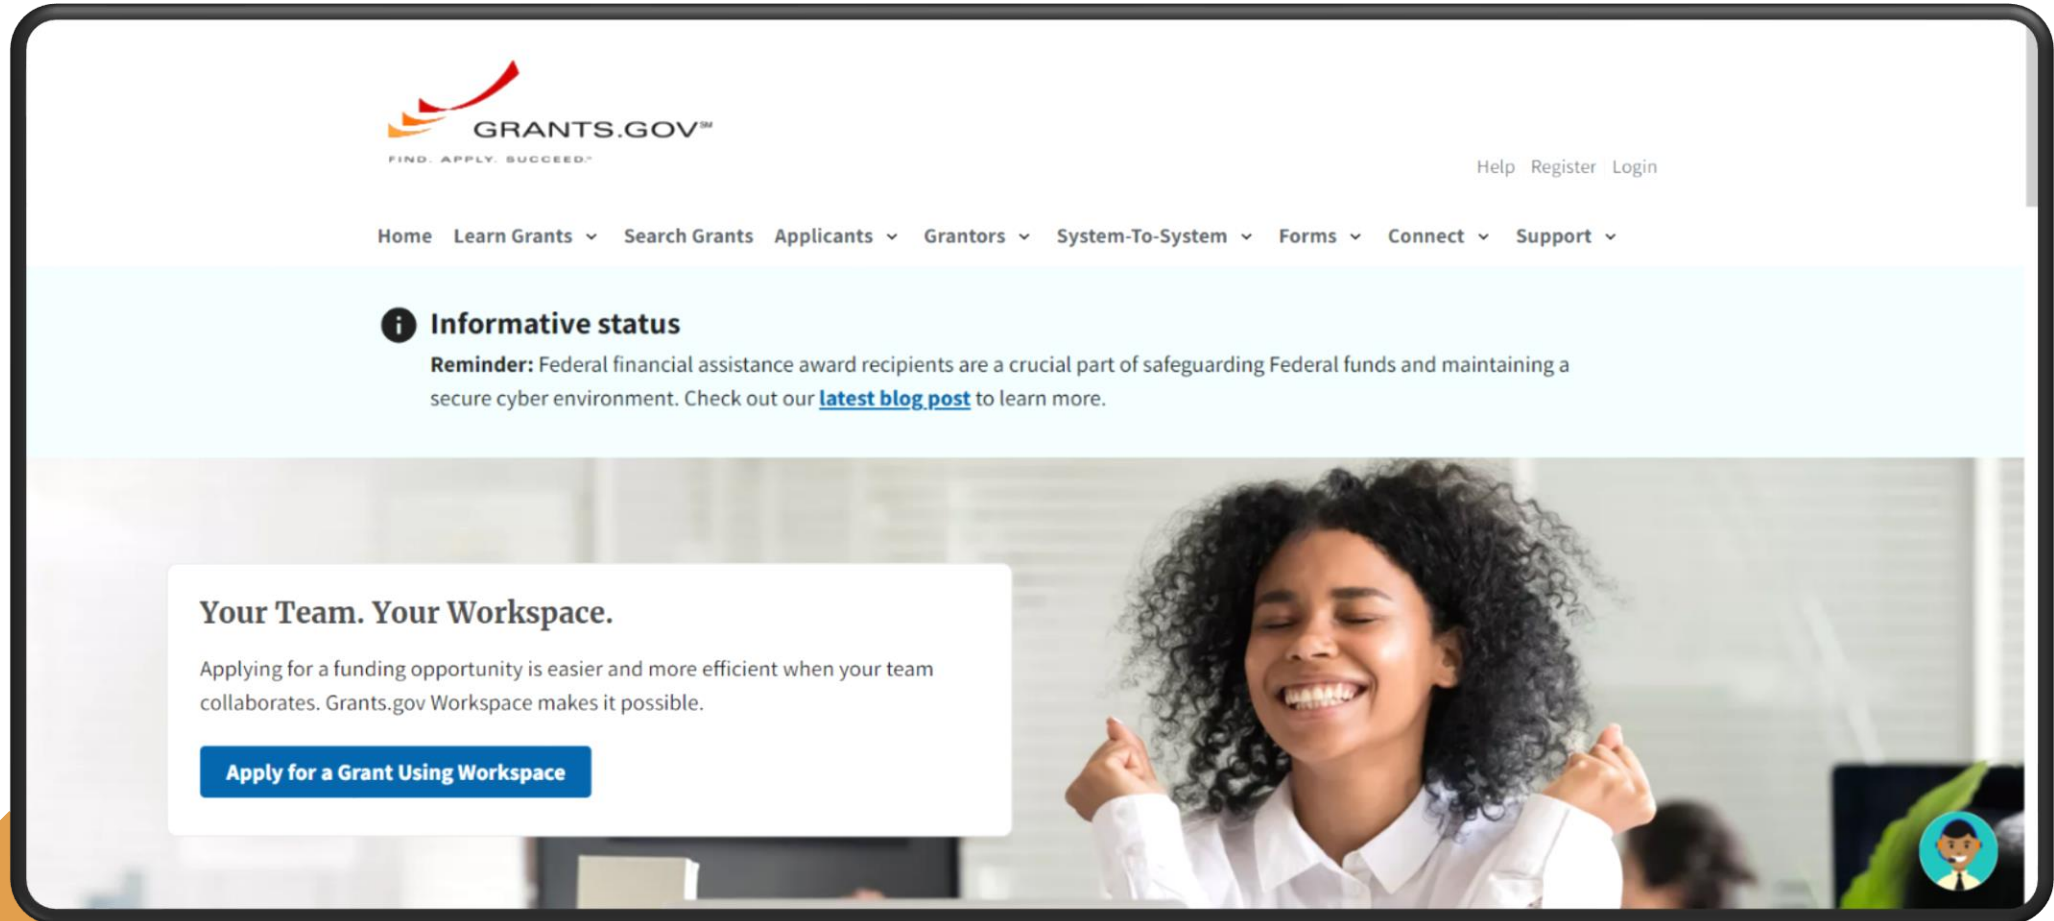 GRANTS.GOV℠
FIND. APPLY. SUCCEED.℠
Help Register Login
Home Learn Grants Search Grants Applicants Grantors System-To-System Forms Connect Support
Informative status
Reminder: Federal financial assistance award recipients are a crucial part of safeguarding Federal funds and maintaining a
secure cyber environment. Check out our latest blog post to learn more.
Your Team. Your Workspace.
Applying for a funding opportunity is easier and more efficient when your team
collaborates. Grants.gov Workspace makes it possible.
Apply for a Grant Using Workspace